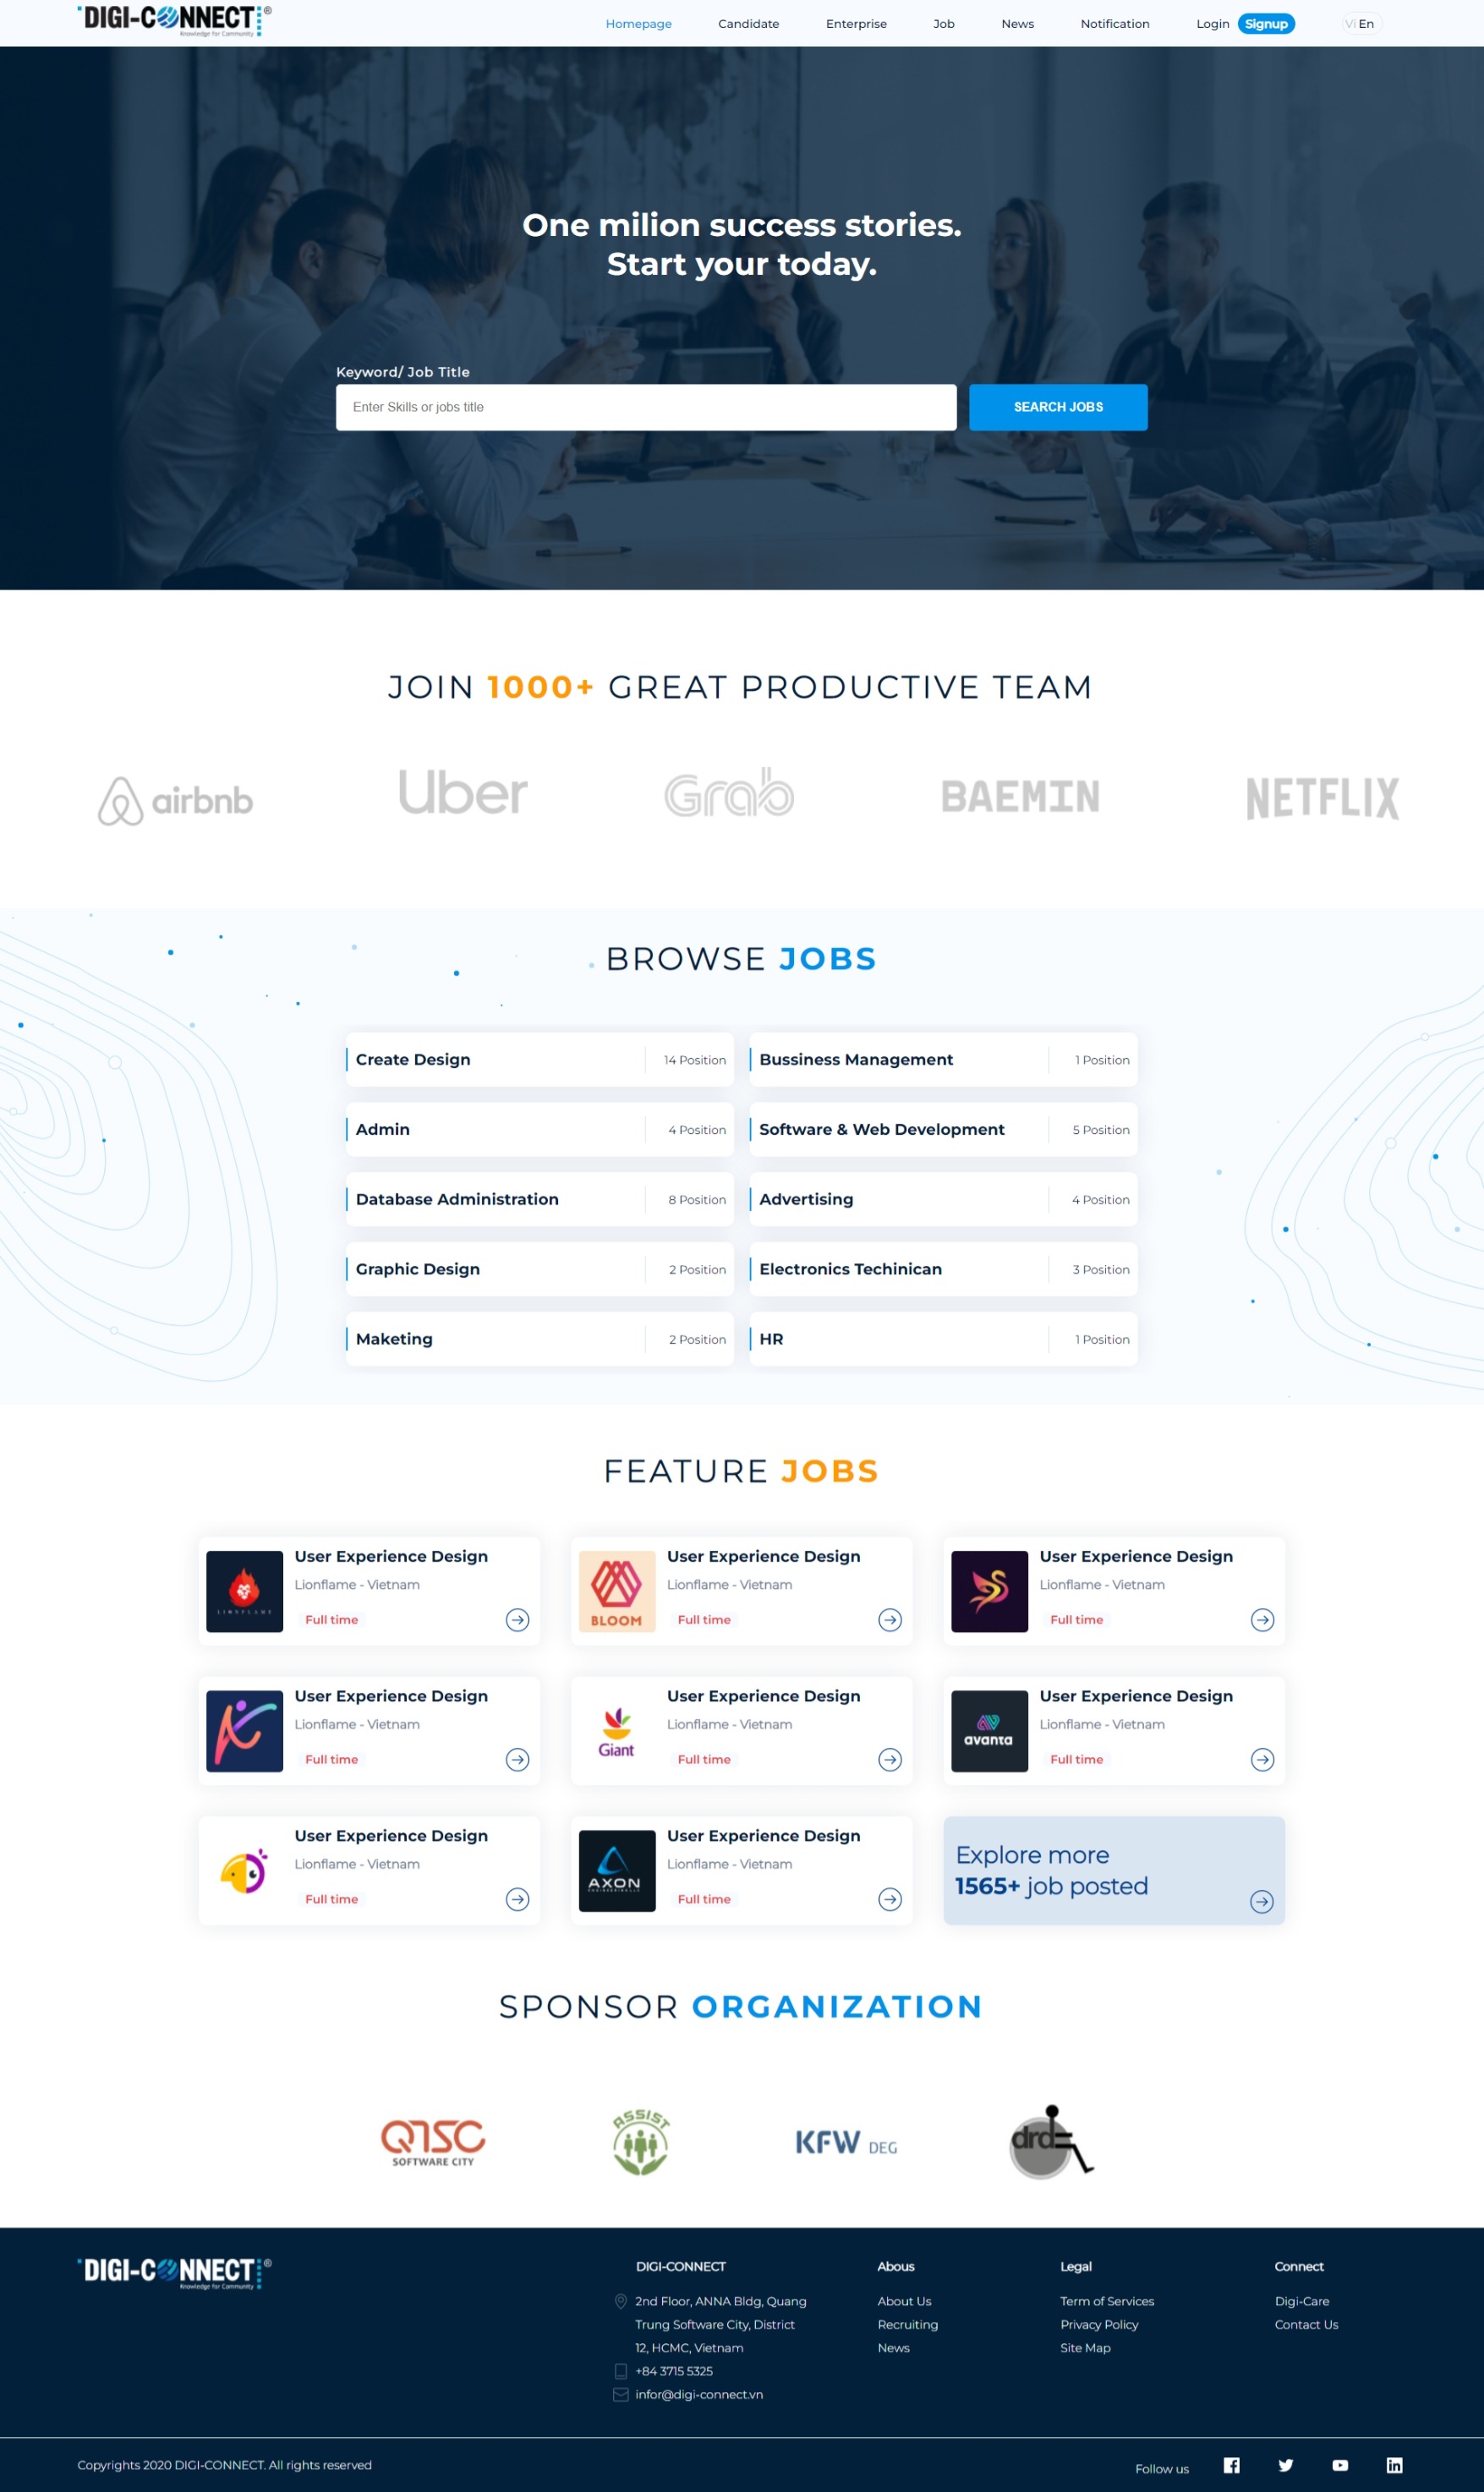 DIGI-CONNECT ®
Knowledge for Community
Homepage Candidate Enterprise Job News Notification Login Signup Vi En
One milion success stories.
Start your today.
Keyword/ Job Title
Enter Skills or jobs title
SEARCH JOBS
JOIN 1000+ GREAT PRODUCTIVE TEAM
airbnb Uber Grab BAEMIN NETFLIX
BROWSE JOBS
Create Design 14 Position
Bussiness Management 1 Position
Admin 4 Position
Software & Web Development 5 Position
Database Administration 8 Position
Advertising 4 Position
Graphic Design 2 Position
Electronics Techinican 3 Position
Maketing 2 Position
HR 1 Position
FEATURE JOBS
LIONFLAME
User Experience Design
Lionflame - Vietnam
Full time
BLOOM
User Experience Design
Lionflame - Vietnam
Full time
User Experience Design
Lionflame - Vietnam
Full time
User Experience Design
Lionflame - Vietnam
Full time
Giant
User Experience Design
Lionflame - Vietnam
Full time
avanta
User Experience Design
Lionflame - Vietnam
Full time
User Experience Design
Lionflame - Vietnam
Full time
AXON
User Experience Design
Lionflame - Vietnam
Full time
Explore more
1565+ job posted
SPONSOR ORGANIZATION
QTSC
SOFTWARE CITY
ASSIST
KFW DEG
drd
DIGI-CONNECT ®
Knowledge for Community
DIGI-CONNECT
2nd Floor, ANNA Bldg, Quang
Trung Software City, District
12, HCMC, Vietnam
+84 3715 5325
infor@digi-connect.vn
Abous
About Us
Recruiting
News
Legal
Term of Services
Privacy Policy
Site Map
Connect
Digi-Care
Contact Us
Copyrights 2020 DIGI-CONNECT. All rights reserved
Follow us